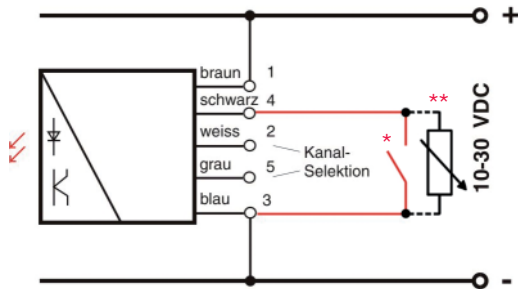 +
braun 1
schwarz 4
**
weiss 2
*
Kanal-
grau 5
Selektion
blau 3
10-30 VDC
-